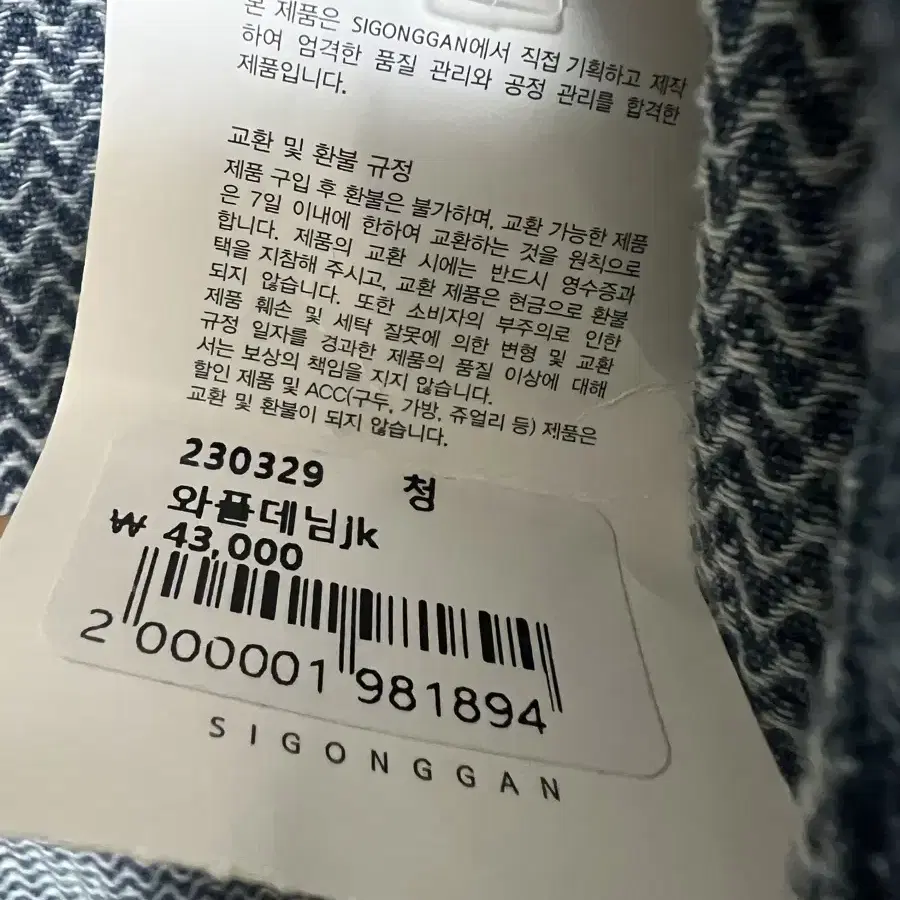 본 제품은 SIGONGGAN에서 직접 기획하고 제작
하여 엄격한 품질 관리와 공정 관리를 합격한
제품입니다.
교환 및 환불 규정
제품 구입 후 환불은 불가하며, 교환 가능한 제품
은 7일 이내에 한하여 교환하는 것을 원칙으로
합니다. 제품의 교환 시에는 반드시 영수증과
택을 지참해 주시고, 교환 제품은 현금으로 환불
되지 않습니다. 또한 소비자의 부주의로 인한
제품 훼손 및 세탁 잘못에 의한 변형 및 교환
규정 일자를 경과한 제품의 품질 이상에 대해
서는 보상의 책임을 지지 않습니다.
할인 제품 및 ACC(구두, 가방, 쥬얼리 등) 제품은
교환 및 환불이 되지 않습니다.
230329 청
와플데님jk
₩ 43,000
2 000001 981894
SIGONGGAN